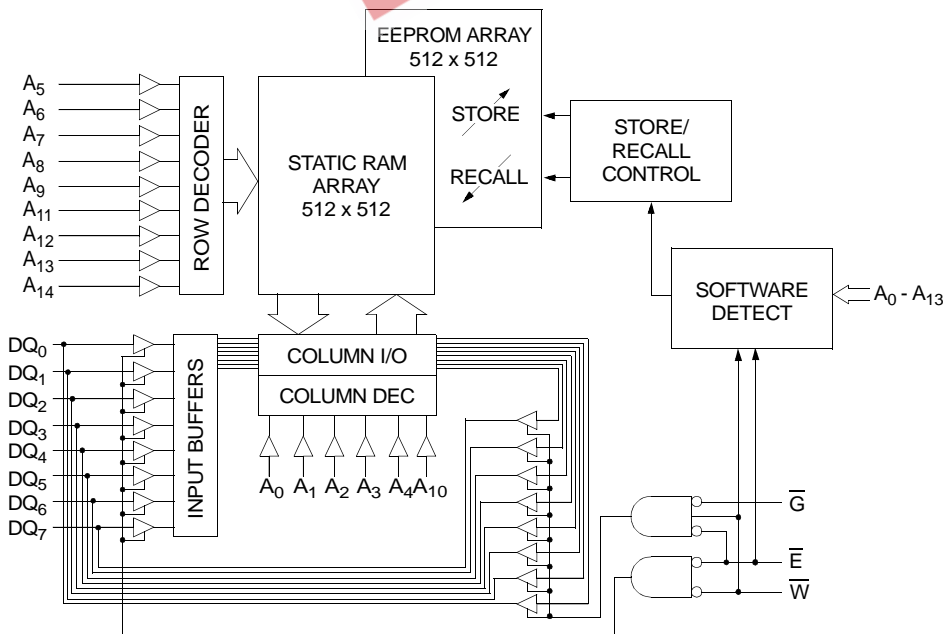 EEPROM ARRAY
512 x 512
STORE
RECALL
STATIC RAM
ARRAY
512 x 512
STORE/
RECALL
CONTROL
A5
A6
A7
A8
A9
A11
A12
A13
A14
ROW DECODER
SOFTWARE
DETECT
A0 - A13
DQ0
DQ1
DQ2
DQ3
DQ4
DQ5
DQ6
DQ7
INPUT BUFFERS
COLUMN I/O
COLUMN DEC
A0 A1 A2 A3 A4 A10
G̅
E̅
W̅